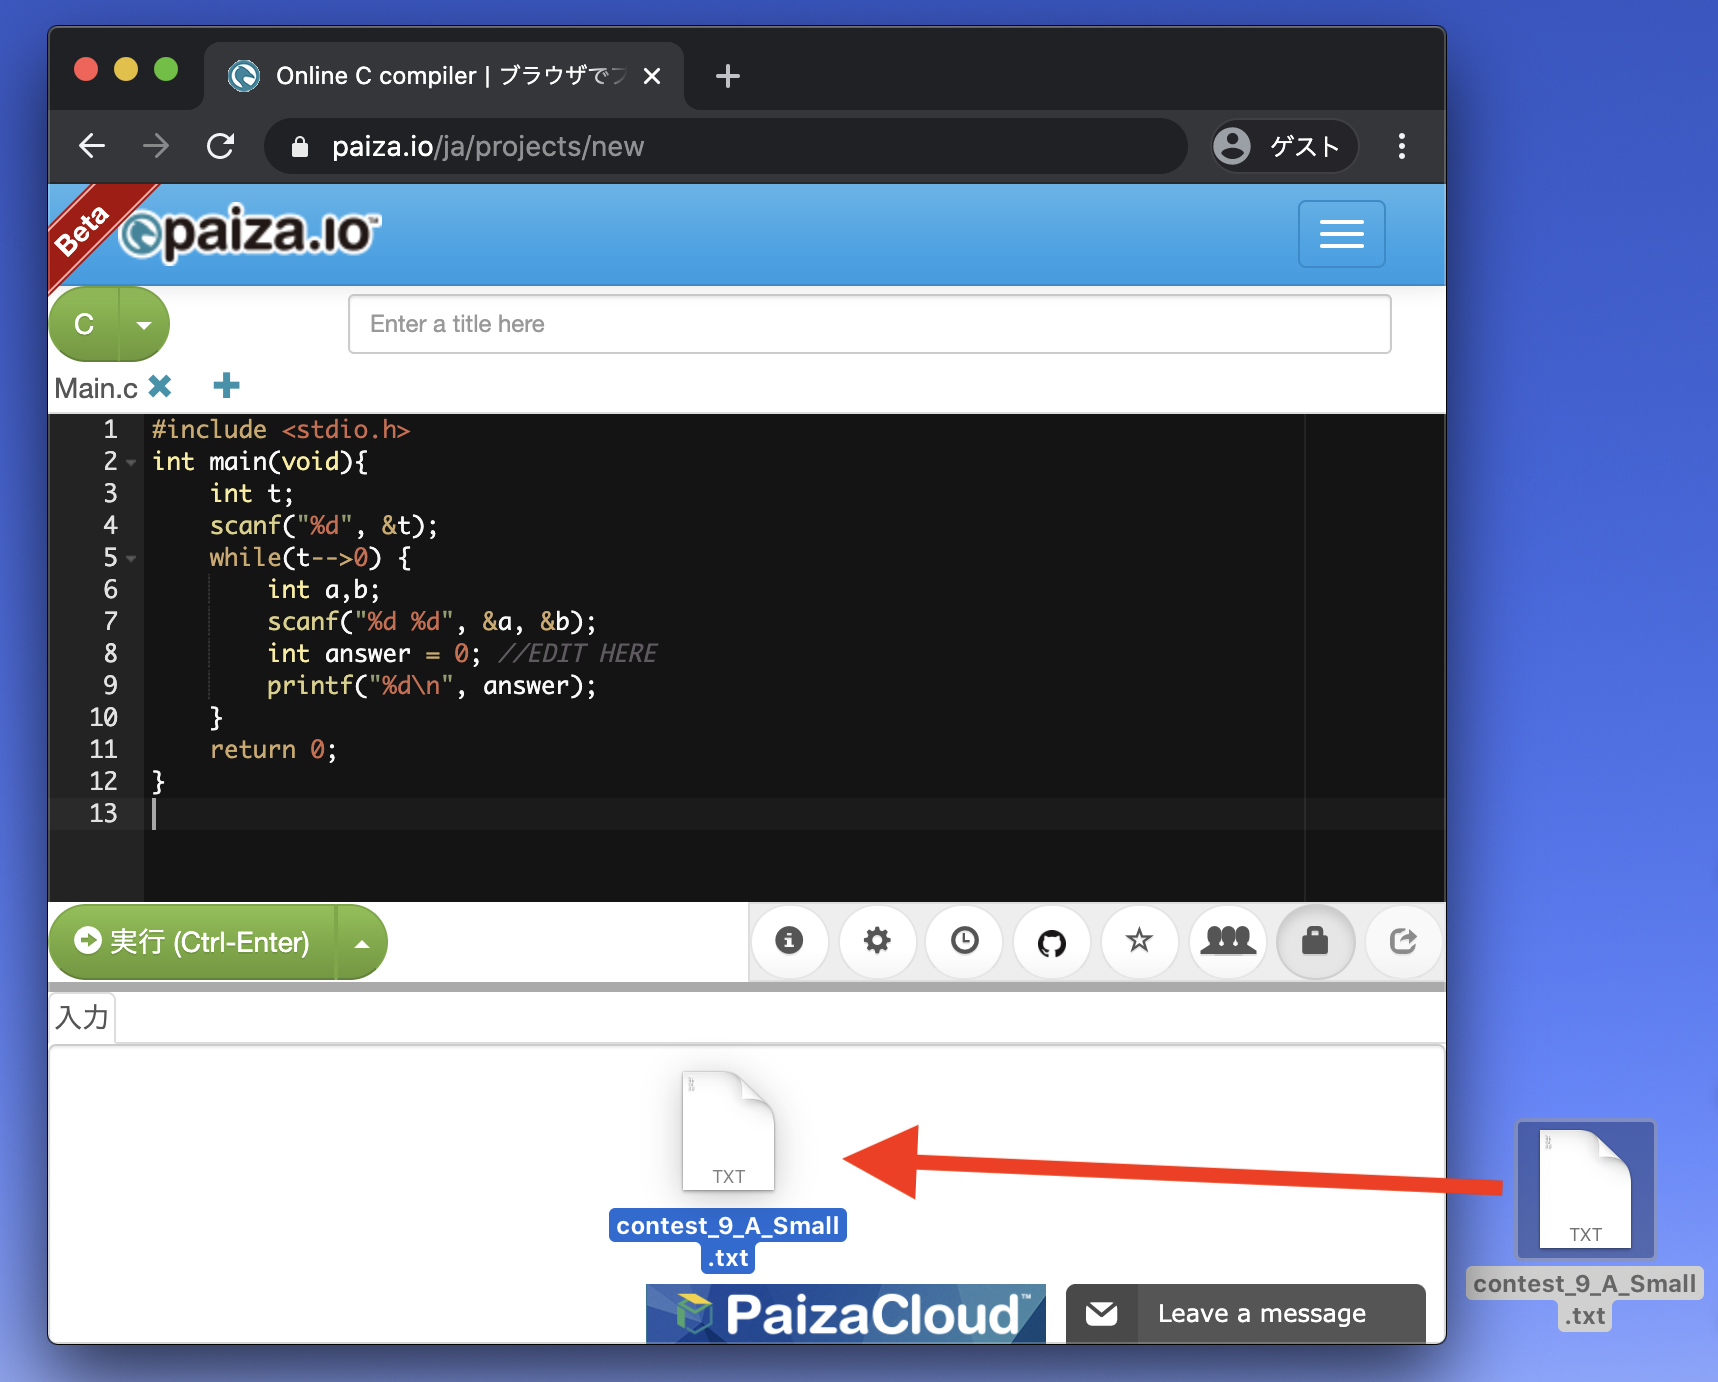 Online C compiler | ブラウザでプ
paiza.io/ja/projects/new
ゲスト
Beta
paiza.io™
C
Enter a title here
Main.c
1 #include <stdio.h>
2 int main(void){
3 int t;
4 scanf("%d", &t);
5 while(t-->0) {
6 int a,b;
7 scanf("%d %d", &a, &b);
8 int answer = 0; //EDIT HERE
9 printf("%d\n", answer);
10 }
11 return 0;
12 }
13
実行 (Ctrl-Enter)
入力
TXT
contest_9_A_Small
.txt
TXT
contest_9_A_Small
.txt
PaizaCloud™
Leave a message